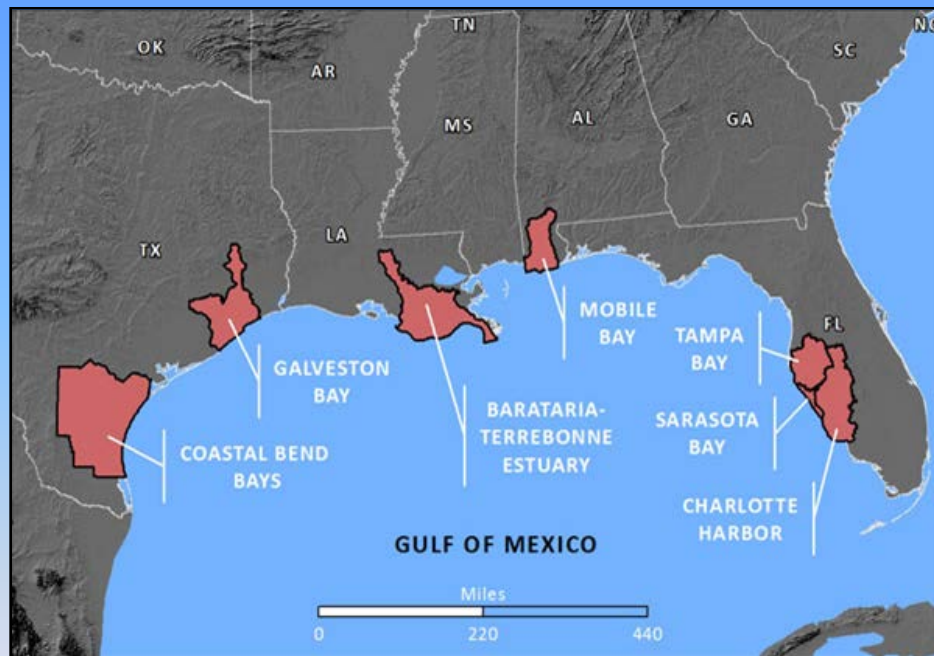 TN
NC
OK
SC
AR
MS
AL
GA
LA
TX
MOBILE
BAY
FL
TAMPA
BAY
GALVESTON
BAY
BARATARIA-
TERREBONNE
ESTUARY
SARASOTA
BAY
COASTAL BEND
BAYS
CHARLOTTE
HARBOR
GULF OF MEXICO
Miles
0
220
440